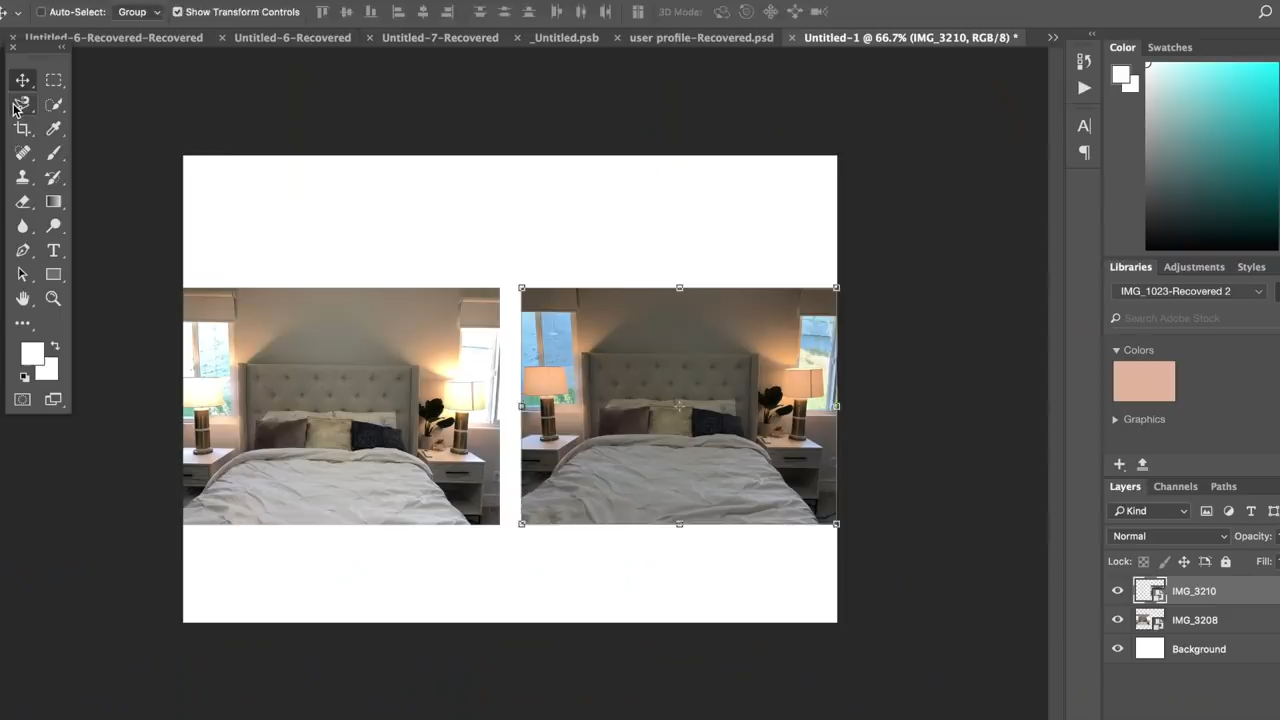 Auto-Select: Group Show Transform Controls 3D Mode:
Untitled-6-Recovered-Recovered × Untitled-6-Recovered × Untitled-7-Recovered × _Untitled.psb × user profile-Recovered.psd × Untitled-1 @ 66.7% (IMG_3210, RGB/8) *
Color Swatches
Libraries Adjustments Styles
IMG_1023-Recovered 2
Search Adobe Stock
Colors
Graphics
Layers Channels Paths
Kind
Normal Opacity:
Lock: Fill:
IMG_3210
IMG_3208
Background